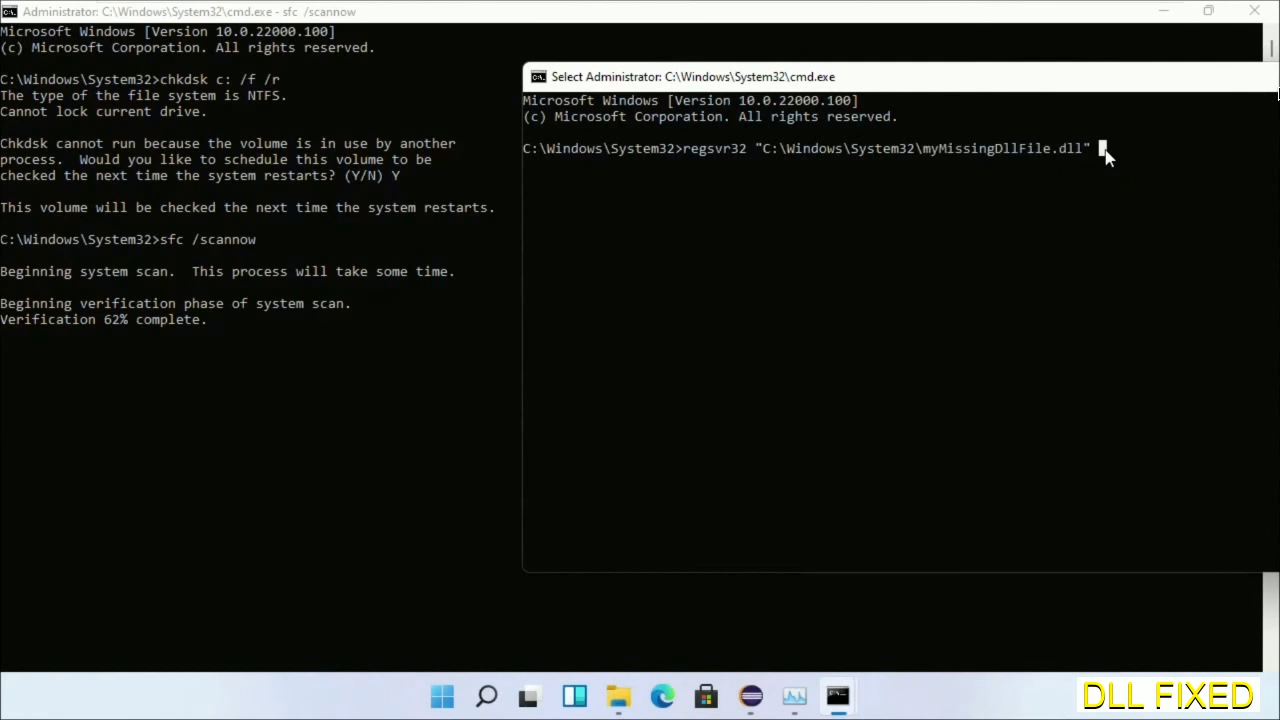 Administrator: C:\Windows\System32\cmd.exe - sfc /scannow
Microsoft Windows [Version 10.0.22000.100]
(c) Microsoft Corporation. All rights reserved.
C:\Windows\System32>chkdsk c: /f /r
The type of the file system is NTFS.
Cannot lock current drive.
Chkdsk cannot run because the volume is in use by another
process.  Would you like to schedule this volume to be
checked the next time the system restarts? (Y/N) Y
This volume will be checked the next time the system restarts.
C:\Windows\System32>sfc /scannow
Beginning system scan.  This process will take some time.
Beginning verification phase of system scan.
Verification 62% complete.
Select Administrator: C:\Windows\System32\cmd.exe
Microsoft Windows [Version 10.0.22000.100]
(c) Microsoft Corporation. All rights reserved.
C:\Windows\System32>regsvr32 "C:\Windows\System32\myMissingDllFile.dll"
DLL FIXED